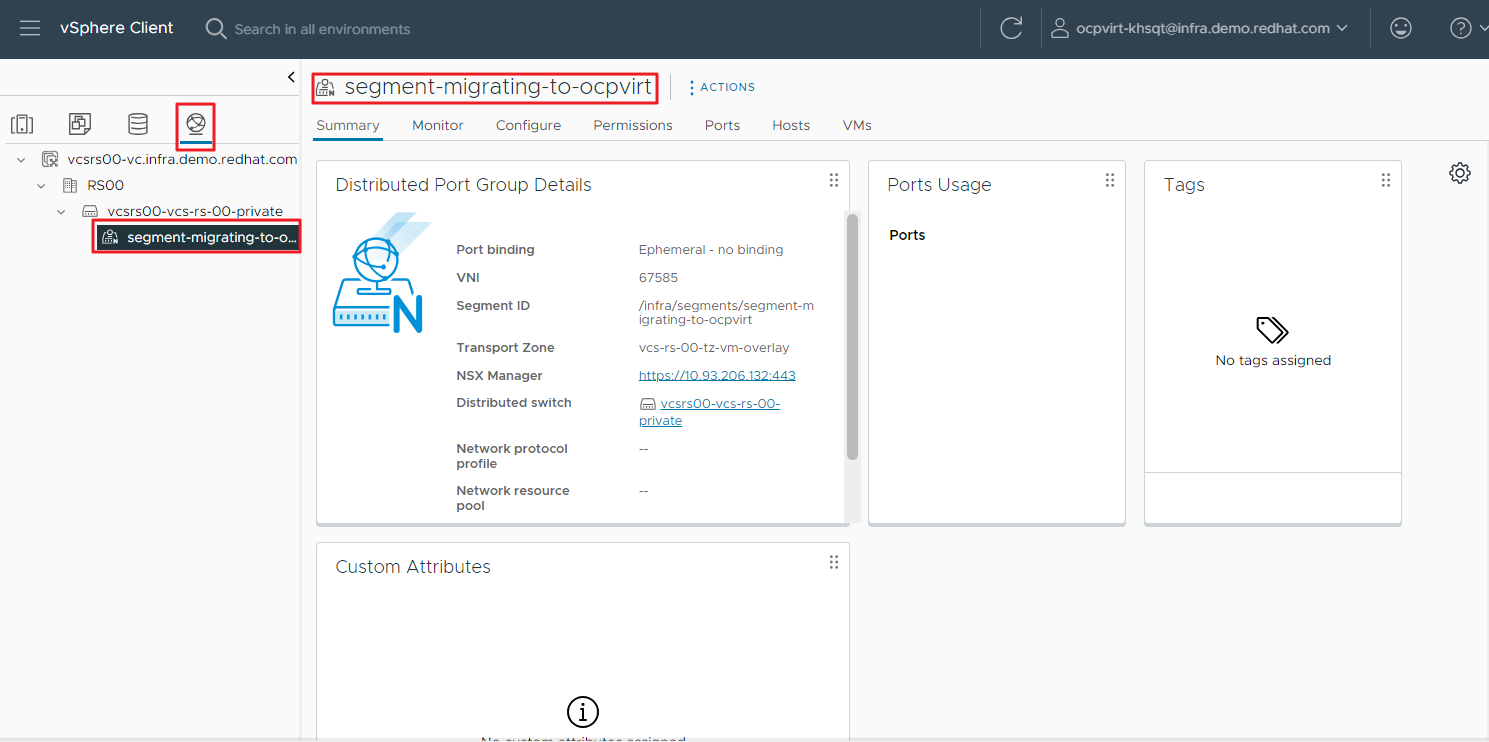 vSphere Client
Search in all environments
ocpvirt-khsqt@infra.demo.redhat.com
segment-migrating-to-ocpvirt
ACTIONS
Summary
Monitor
Configure
Permissions
Ports
Hosts
VMs
vcsrs00-vc.infra.demo.redhat.com
RS00
vcsrs00-vcs-rs-00-private
segment-migrating-to-o...
Distributed Port Group Details
N
Port binding
Ephemeral - no binding
VNI
67585
Segment ID
/infra/segments/segment-m
igrating-to-ocpvirt
Transport Zone
vcs-rs-00-tz-vm-overlay
NSX Manager
https://10.93.206.132:443
Distributed switch
vcsrs00-vcs-rs-00-
private
Network protocol
profile
--
Network resource
pool
--
Ports Usage
Ports
Tags
No tags assigned
Custom Attributes
No custom attributes assigned